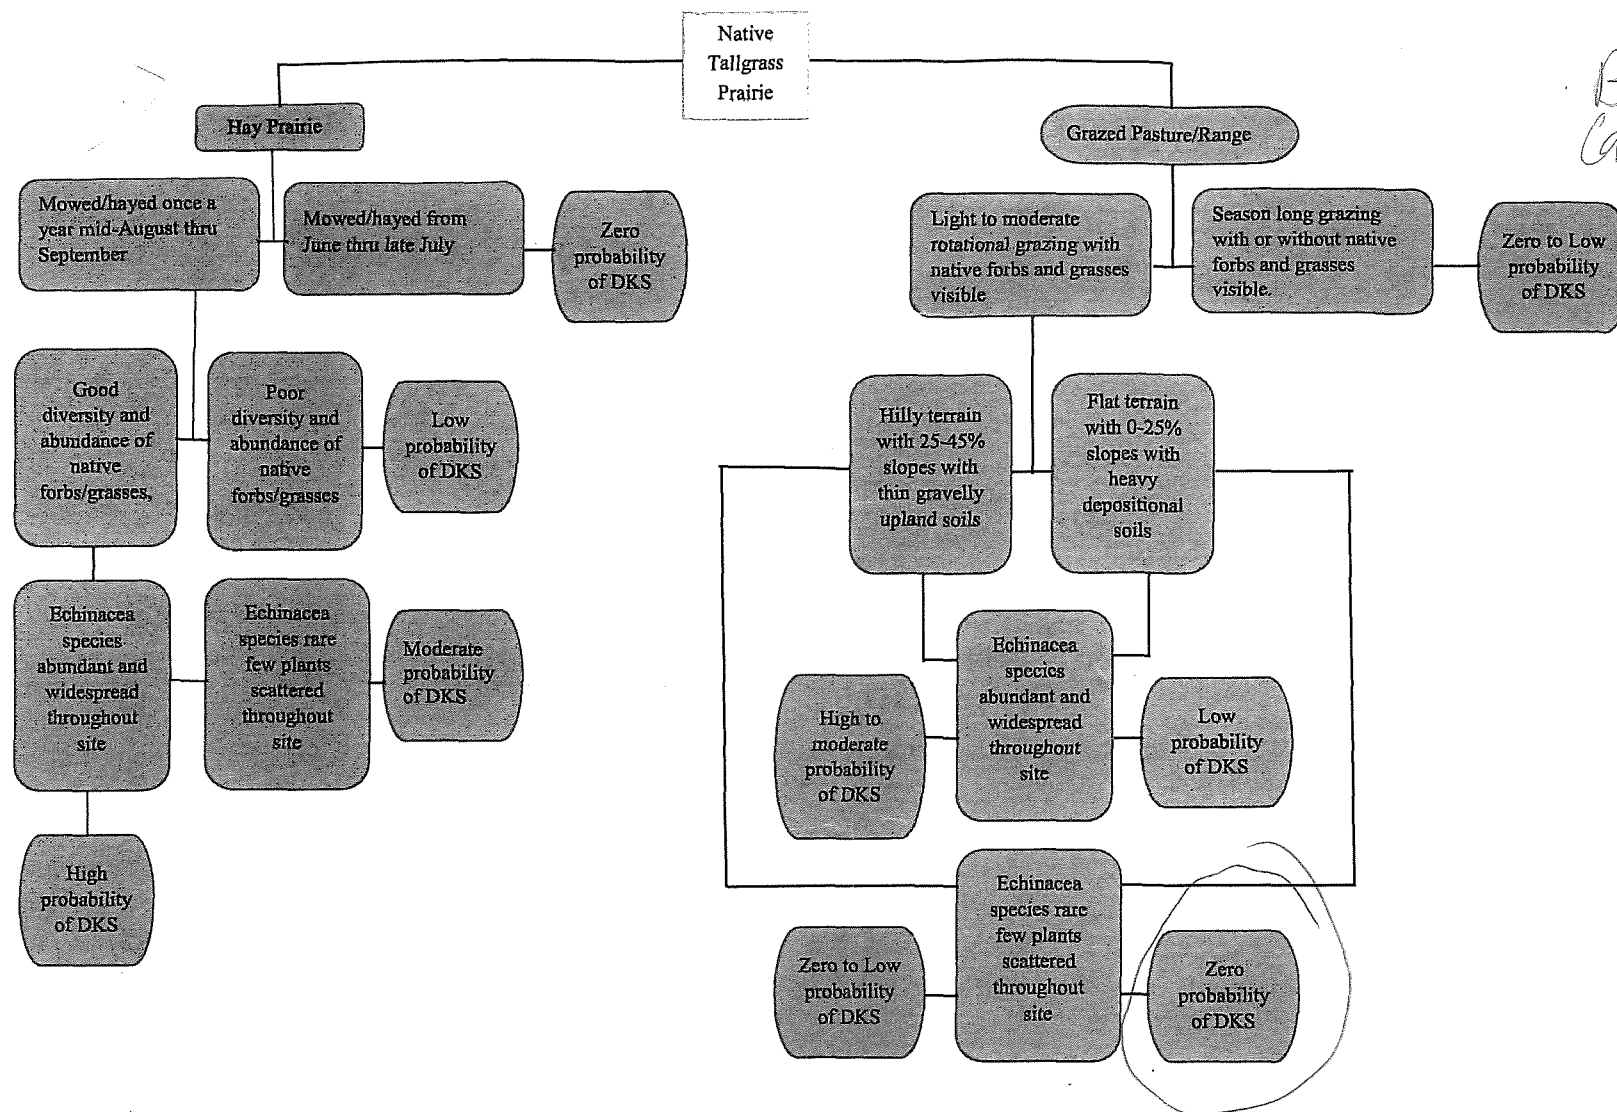 Native
Tallgrass
Prairie
Hay Prairie
Grazed Pasture/Range
Mowed/hayed once a
year mid-August thru
September
Mowed/hayed from
June thru late July
Zero
probability
of DKS
Light to moderate
rotational grazing with
native forbs and grasses
visible
Season long grazing
with or without native
forbs and grasses
visible.
Zero to Low
probability
of DKS
Good
diversity and
abundance of
native
forbs/grasses,
Poor
diversity and
abundance of
native
forbs/grasses
Low
probability
of DKS
Hilly terrain
with 25-45%
slopes with
thin gravelly
upland soils
Flat terrain
with 0-25%
slopes with
heavy
depositional
soils
Echinacea
species
abundant and
widespread
throughout
site
Echinacea
species rare
few plants
scattered
throughout
site
Moderate
probability
of DKS
Echinacea
species
abundant and
widespread
throughout
site
High to
moderate
probability
of DKS
Low
probability
of DKS
High
probability
of DKS
Echinacea
species rare
few plants
scattered
throughout
site
Zero to Low
probability
of DKS
Zero
probability
of DKS